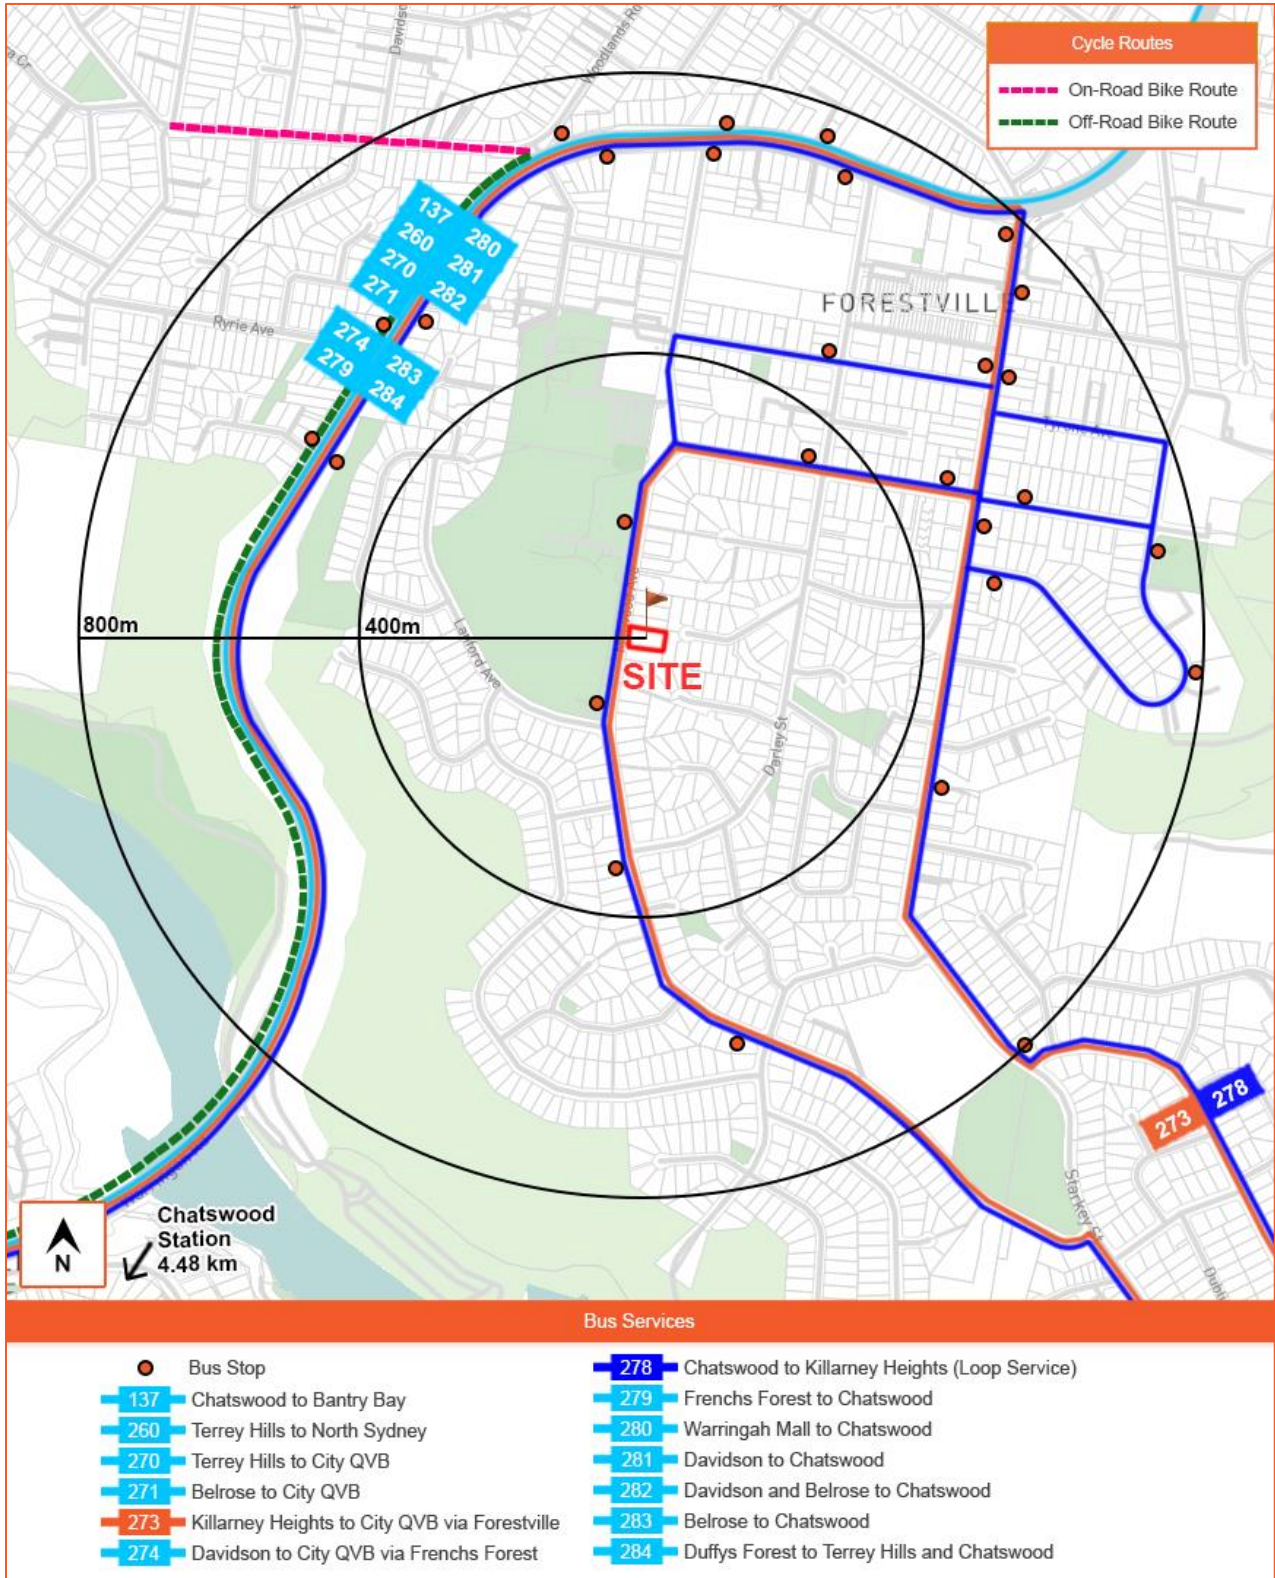 Cycle Routes
On-Road Bike Route
Off-Road Bike Route
Woodlands
137
260
270
271
280
281
282
274
279
283
284
Ryrie Ave
FORESTVILLE
Tyrone Ave
800m
400m
Lanford Ave
SITE
Darley St
273
278
Starkey St
Chatswood
Station
4.48 km
N
Bus Services
Bus Stop
137 Chatswood to Bantry Bay
260 Terrey Hills to North Sydney
270 Terrey Hills to City QVB
271 Belrose to City QVB
273 Killarney Heights to City QVB via Forestville
274 Davidson to City QVB via Frenchs Forest
278 Chatswood to Killarney Heights (Loop Service)
279 Frenchs Forest to Chatswood
280 Warringah Mall to Chatswood
281 Davidson to Chatswood
282 Davidson and Belrose to Chatswood
283 Belrose to Chatswood
284 Duffys Forest to Terrey Hills and Chatswood